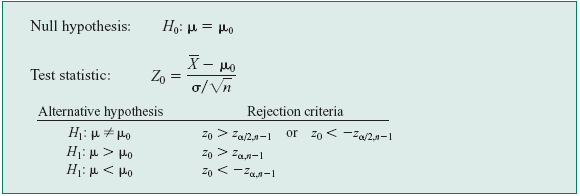 Null hypothesis: H₀: μ = μ₀
Test statistic: Z₀ = (X̄ − μ₀) / (σ/√n)
Alternative hypothesis Rejection criteria
H₁: μ ≠ μ₀ z₀ > z_{α/2,n−1} or z₀ < −z_{α/2,n−1}
H₁: μ > μ₀ z₀ > z_{α,n−1}
H₁: μ < μ₀ z₀ < −z_{α,n−1}